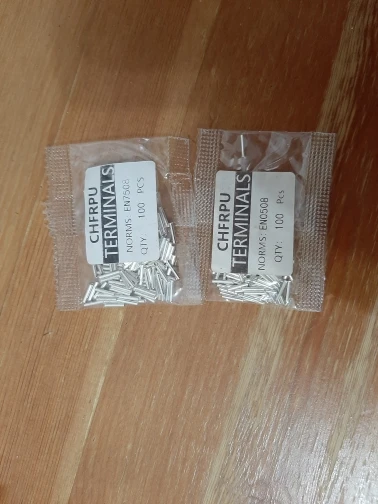 CHFRPU
TERMINALS
NORMS: EN7508
QTY: 100 PCS
CHFRPU
TERMINALS
NORMS: EN0508
QTY: 100 Pcs